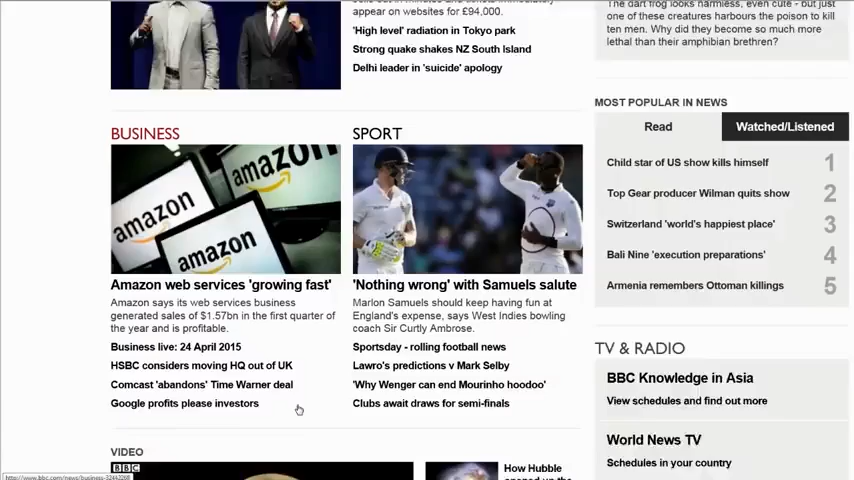 appear on websites for £94,000.
'High level' radiation in Tokyo park
Strong quake shakes NZ South Island
Delhi leader in 'suicide' apology
The dart frog looks harmless, even cute - but just
one of these creatures harbours the poison to kill
ten men. Why did they become so much more
lethal than their amphibian brethren?
BUSINESS
amazon
amazon
amazon
Amazon web services 'growing fast'
Amazon says its web services business
generated sales of $1.57bn in the first quarter of
the year and is profitable.
Business live: 24 April 2015
HSBC considers moving HQ out of UK
Comcast 'abandons' Time Warner deal
Google profits please investors
SPORT
'Nothing wrong' with Samuels salute
Marlon Samuels should keep having fun at
England's expense, says West Indies bowling
coach Sir Curtly Ambrose.
Sportsday - rolling football news
Lawro's predictions v Mark Selby
'Why Wenger can end Mourinho hoodoo'
Clubs await draws for semi-finals
MOST POPULAR IN NEWS
Read
Watched/Listened
Child star of US show kills himself 1
Top Gear producer Wilman quits show 2
Switzerland 'world's happiest place' 3
Bali Nine 'execution preparations' 4
Armenia remembers Ottoman killings 5
TV & RADIO
BBC Knowledge in Asia
View schedules and find out more
World News TV
Schedules in your country
VIDEO
BBC
How Hubble
opened up the